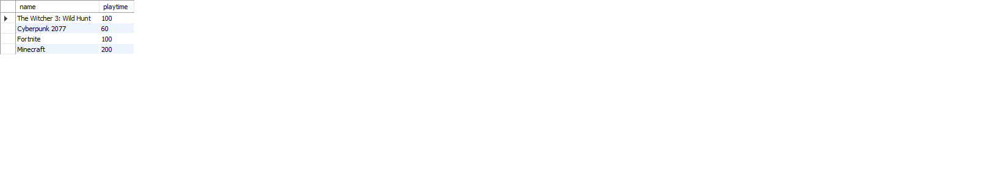 name playtime
The Witcher 3: Wild Hunt 100
Cyberpunk 2077 60
Fortnite 100
Minecraft 200